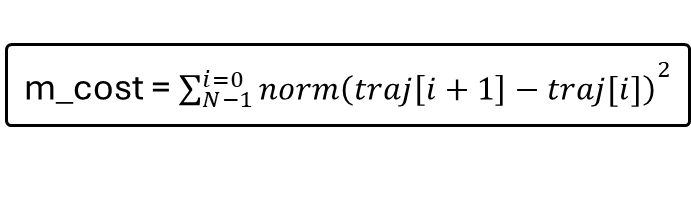 m_cost = ∑_{N−1}^{i=0} norm(traj[i + 1] − traj[i])²